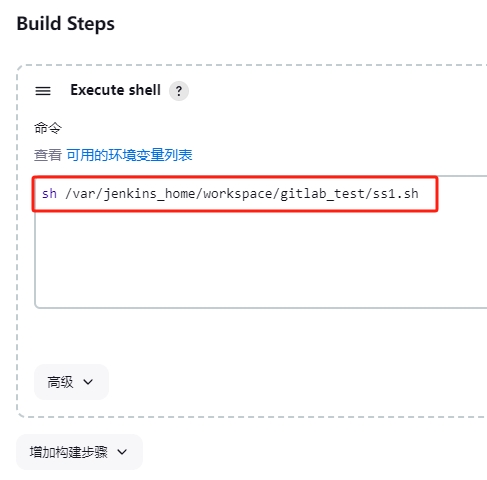 Build Steps
Execute shell ?
命令
查看 可用的环境变量列表
sh /var/jenkins_home/workspace/gitlab_test/ss1.sh
高级
增加构建步骤